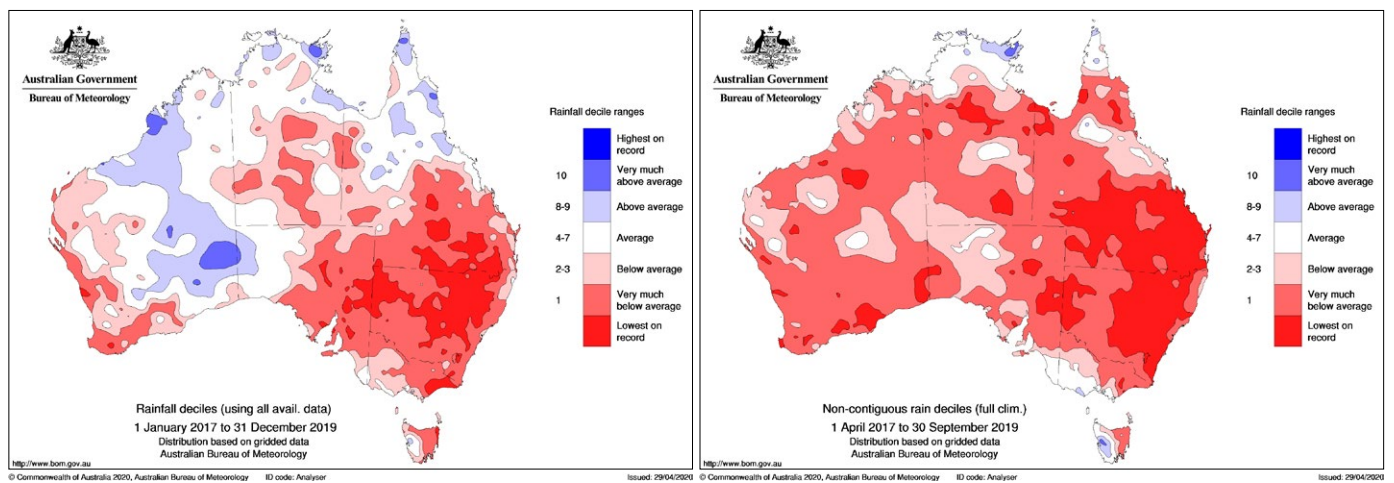 Australian Government
Bureau of Meteorology
Rainfall decile ranges
Highest on
record
10
Very much
above average
8-9
Above average
4-7
Average
2-3
Below average
1
Very much
below average
Lowest on
record
Rainfall deciles (using all avail. data)
1 January 2017 to 31 December 2019
Distribution based on gridded data
Australian Bureau of Meteorology
http://www.bom.gov.au
© Commonwealth of Australia 2020, Australian Bureau of Meteorology ID code: Analyser Issued: 29/04/2020
Australian Government
Bureau of Meteorology
Rainfall decile ranges
Highest on
record
10
Very much
above average
8-9
Above average
4-7
Average
2-3
Below average
1
Very much
below average
Lowest on
record
Non-contiguous rain deciles (full clim.)
1 April 2017 to 30 September 2019
Distribution based on gridded data
Australian Bureau of Meteorology
http://www.bom.gov.au
© Commonwealth of Australia 2020, Australian Bureau of Meteorology ID code: Analyser Issued: 29/04/2020